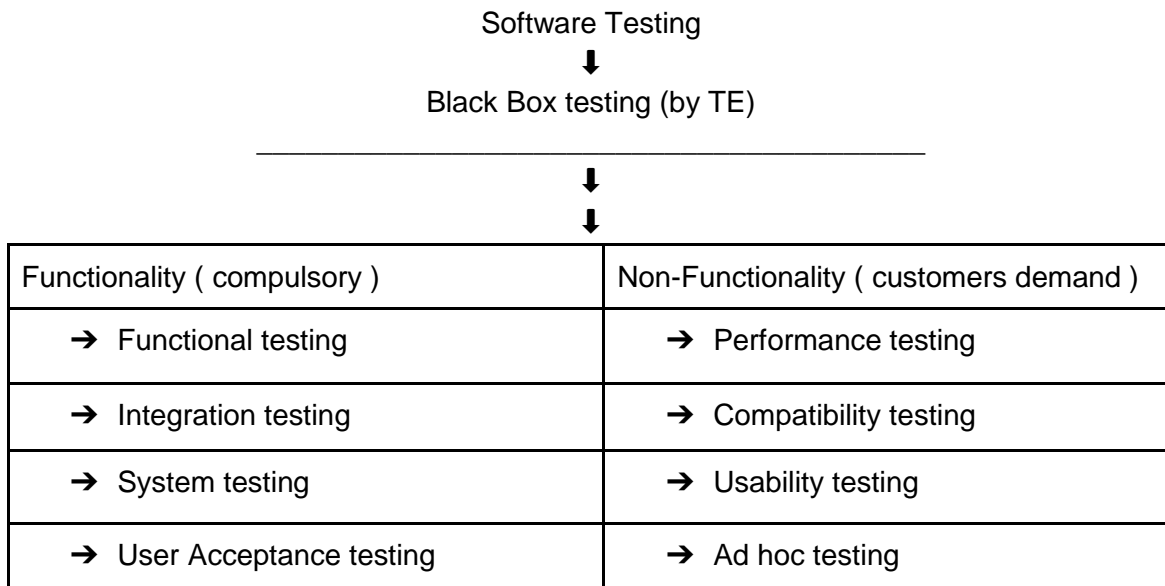 Software Testing
⬇
Black Box testing (by TE)
__________________________________________
⬇
⬇
Functionality ( compulsory )
Non-Functionality ( customers demand )
➔ Functional testing
➔ Performance testing
➔ Integration testing
➔ Compatibility testing
➔ System testing
➔ Usability testing
➔ User Acceptance testing
➔ Ad hoc testing